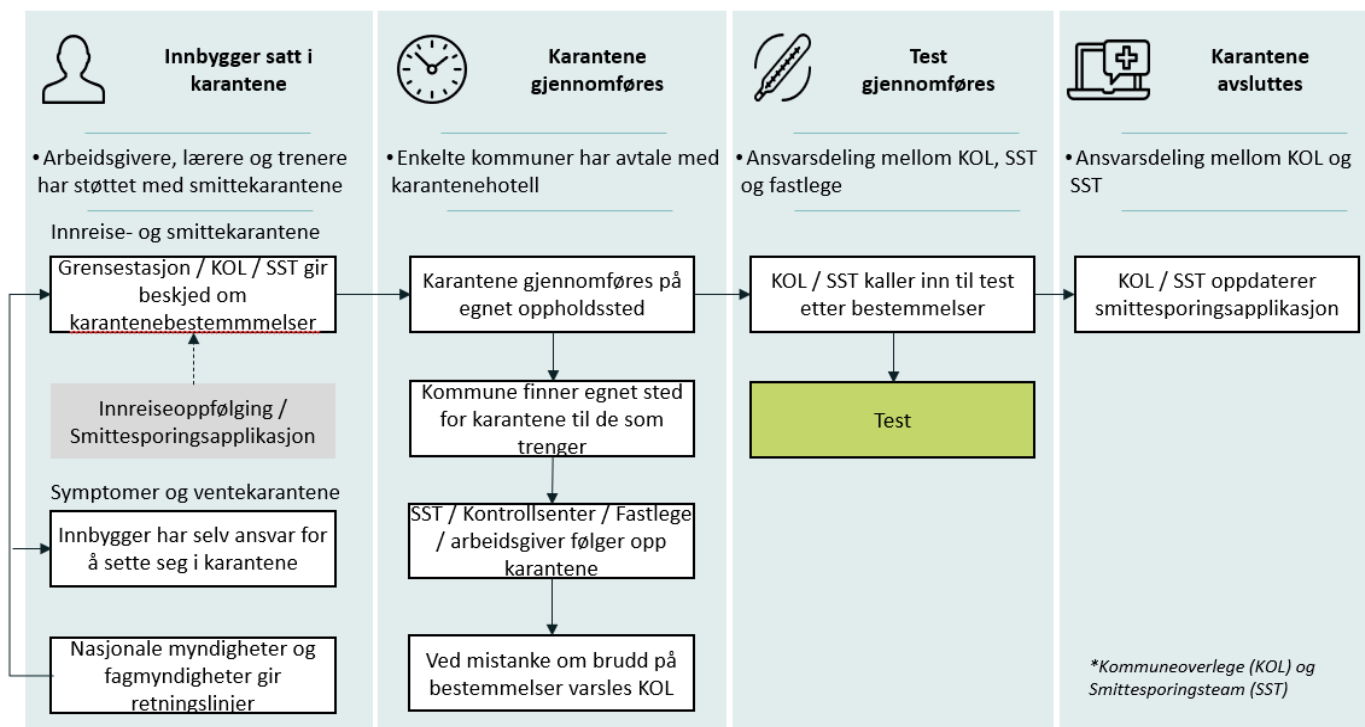 Innbygger satt i
karantene
• Arbeidsgivere, lærere og trenere
har støttet med smittekarantene
Innreise- og smittekarantene
Grensestasjon / KOL / SST gir
beskjed om
karantenebestemmmelser
Innreiseoppfølging /
Smittesporingsapplikasjon
Symptomer og ventekarantene
Innbygger har selv ansvar for
å sette seg i karantene
Nasjonale myndigheter og
fagmyndigheter gir
retningslinjer
Karantene
gjennomføres
• Enkelte kommuner har avtale med
karantenehotell
Karantene gjennomføres på
egnet oppholdssted
Kommune finner egnet sted
for karantene til de som
trenger
SST / Kontrollsenter / Fastlege
/ arbeidsgiver følger opp
karantene
Ved mistanke om brudd på
bestemmelser varsles KOL
Test
gjennomføres
• Ansvarsdeling mellom KOL, SST
og fastlege
KOL / SST kaller inn til test
etter bestemmelser
Test
Karantene
avsluttes
• Ansvarsdeling mellom KOL og
SST
KOL / SST oppdaterer
smittesporingsapplikasjon
*Kommuneoverlege (KOL) og
Smittesporingsteam (SST)